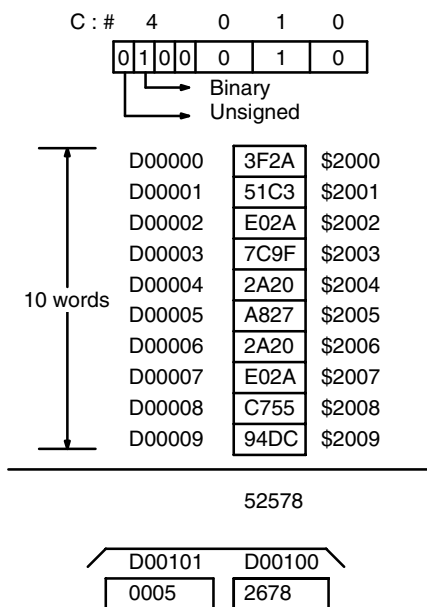 C : # 4 0 1 0
0 1 0 0 0 1 0
Binary
Unsigned
D00000 3F2A $2000
D00001 51C3 $2001
D00002 E02A $2002
D00003 7C9F $2003
D00004 2A20 $2004
10 words
D00005 A827 $2005
D00006 2A20 $2006
D00007 E02A $2007
D00008 C755 $2008
D00009 94DC $2009
52578
D00101 D00100
0005 2678